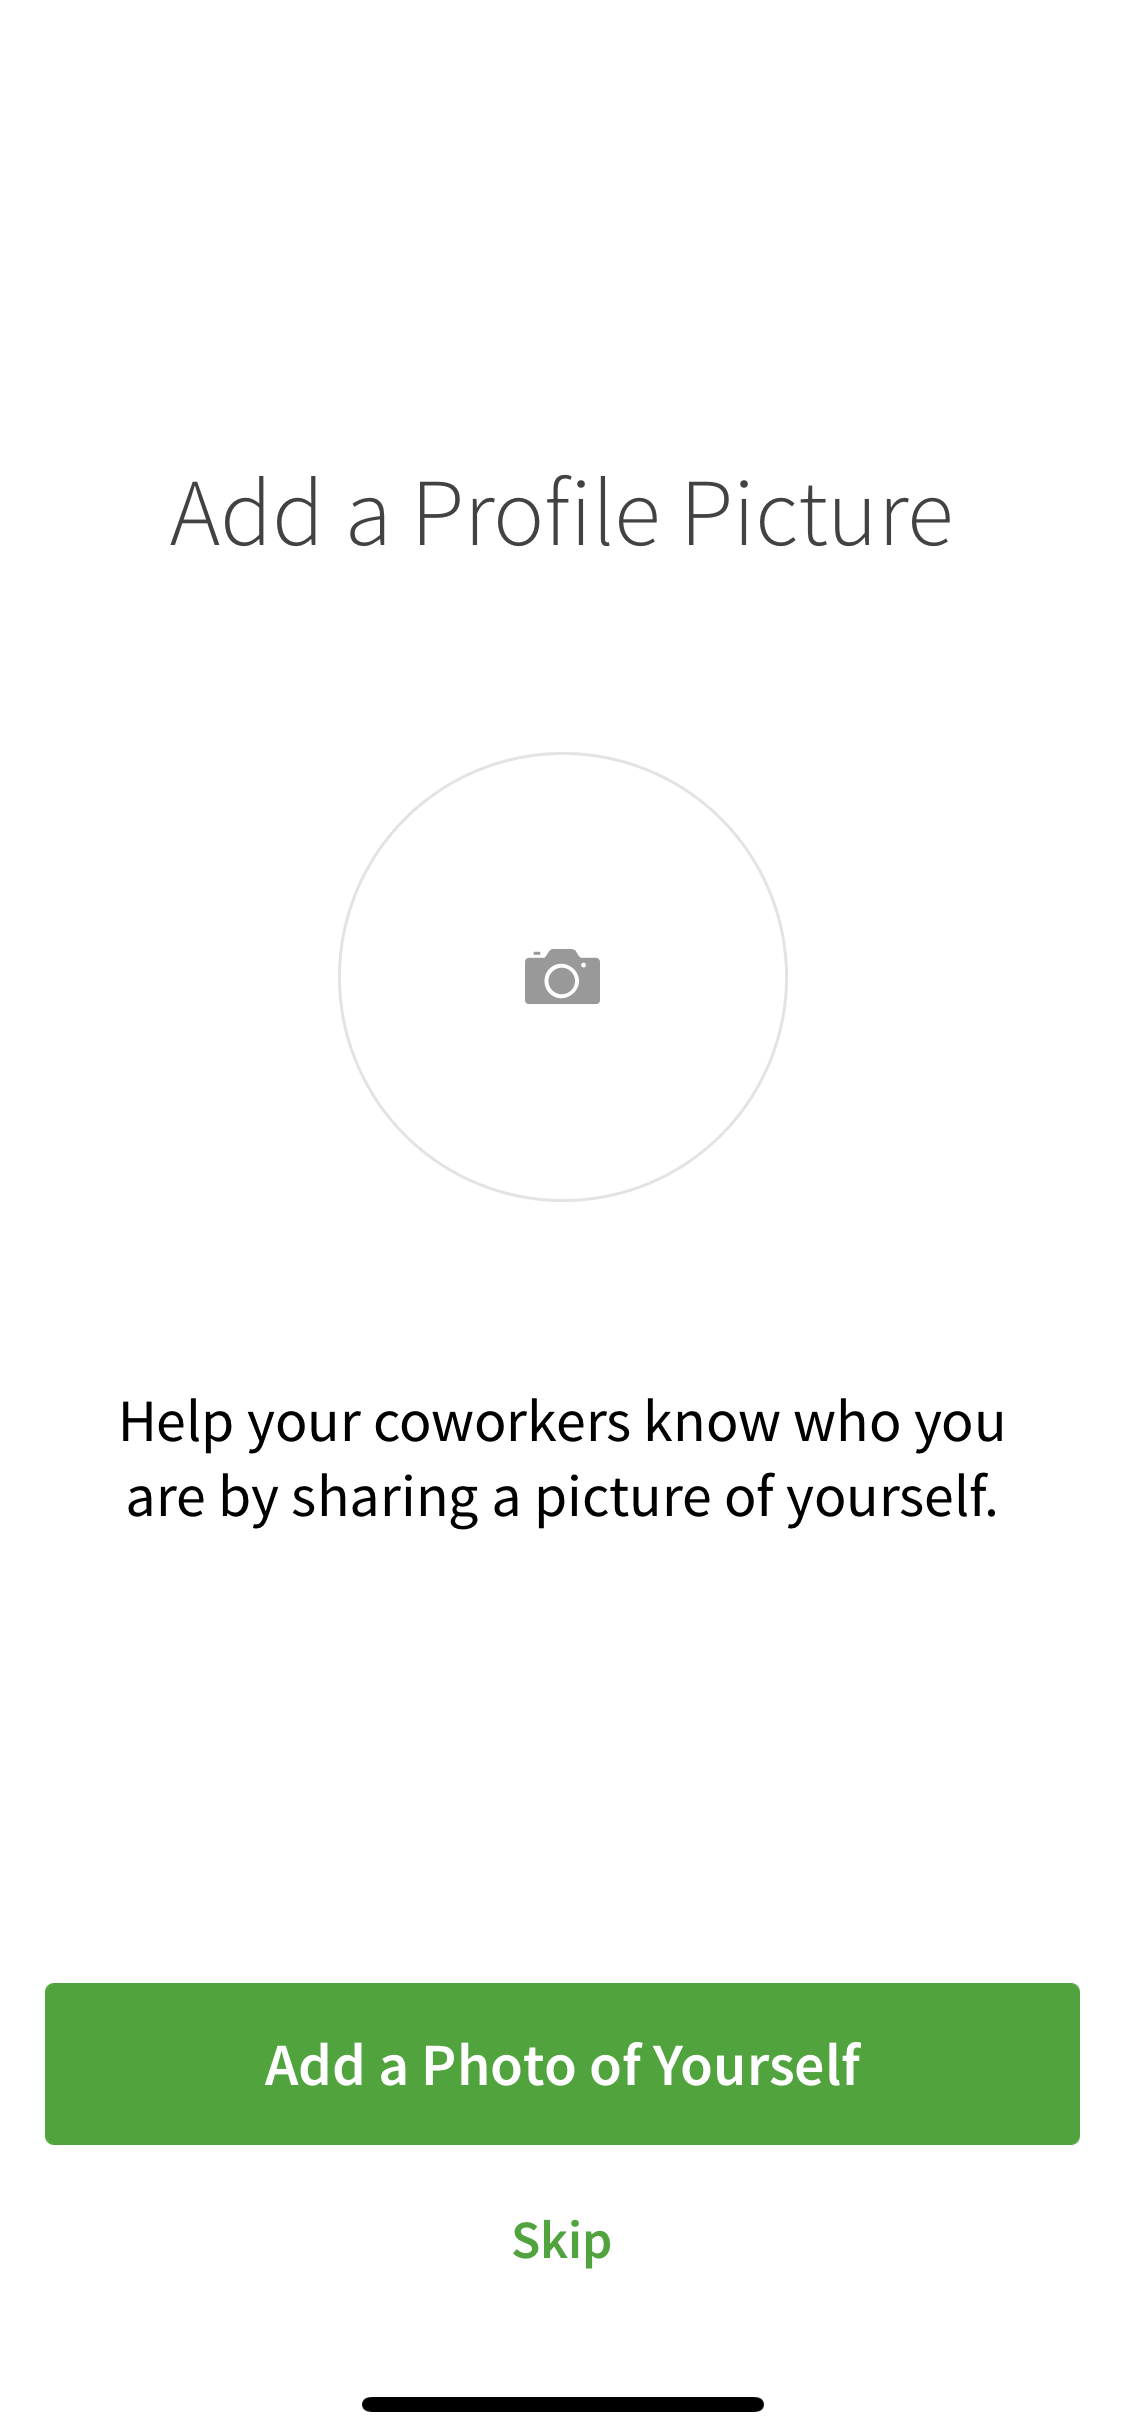 Add a Profile Picture
Help your coworkers know who you
are by sharing a picture of yourself.
Add a Photo of Yourself
Skip